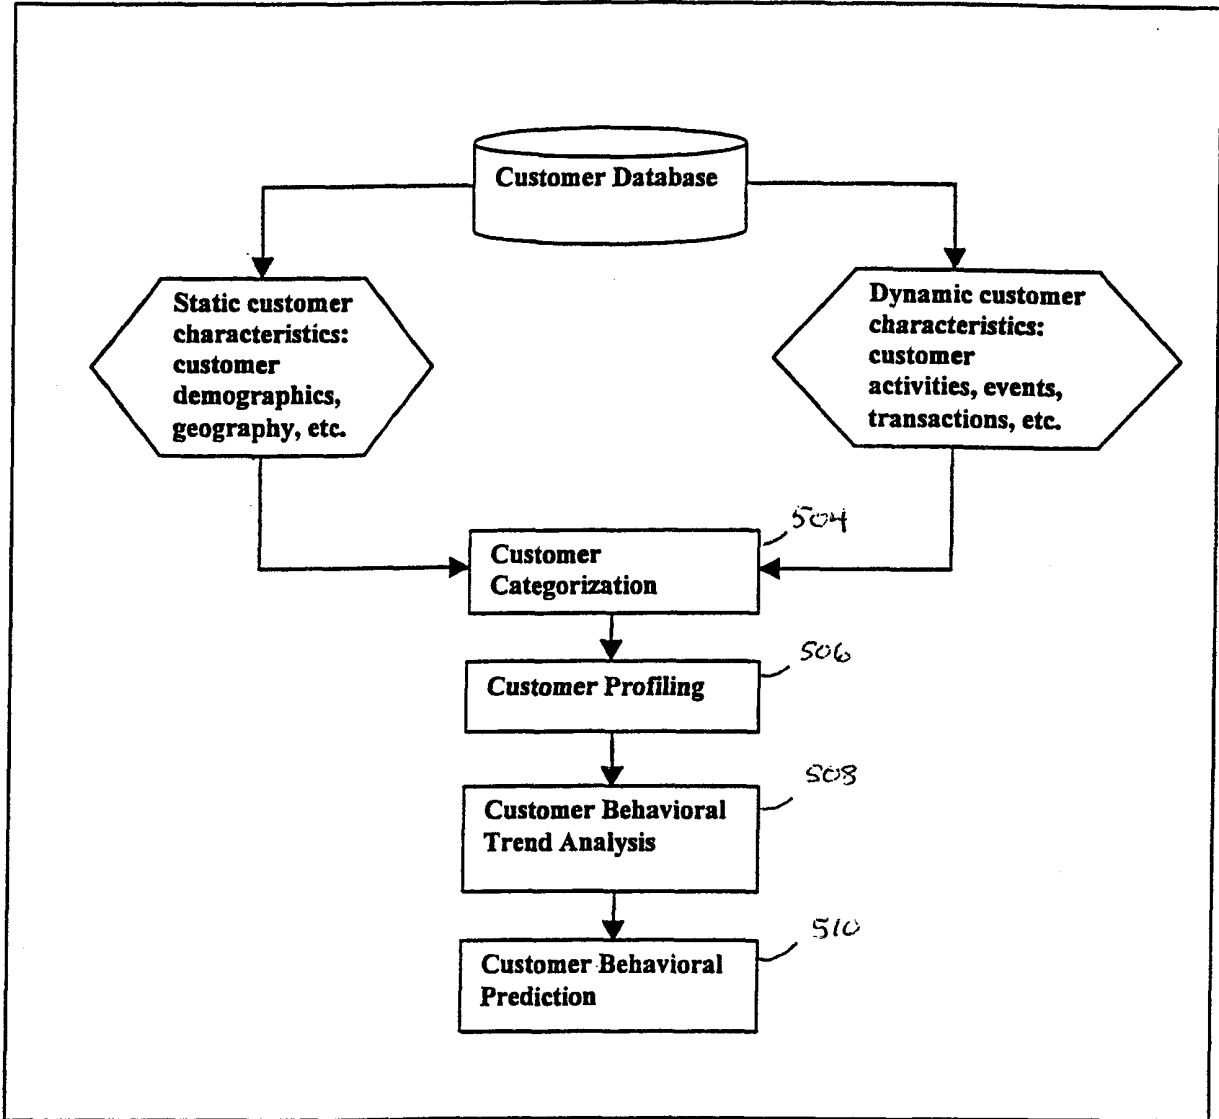 Customer Database
Static customer
characteristics:
customer
demographics,
geography, etc.
Dynamic customer
characteristics:
customer
activities, events,
transactions, etc.
504
Customer
Categorization
506
Customer Profiling
508
Customer Behavioral
Trend Analysis
510
Customer Behavioral
Prediction